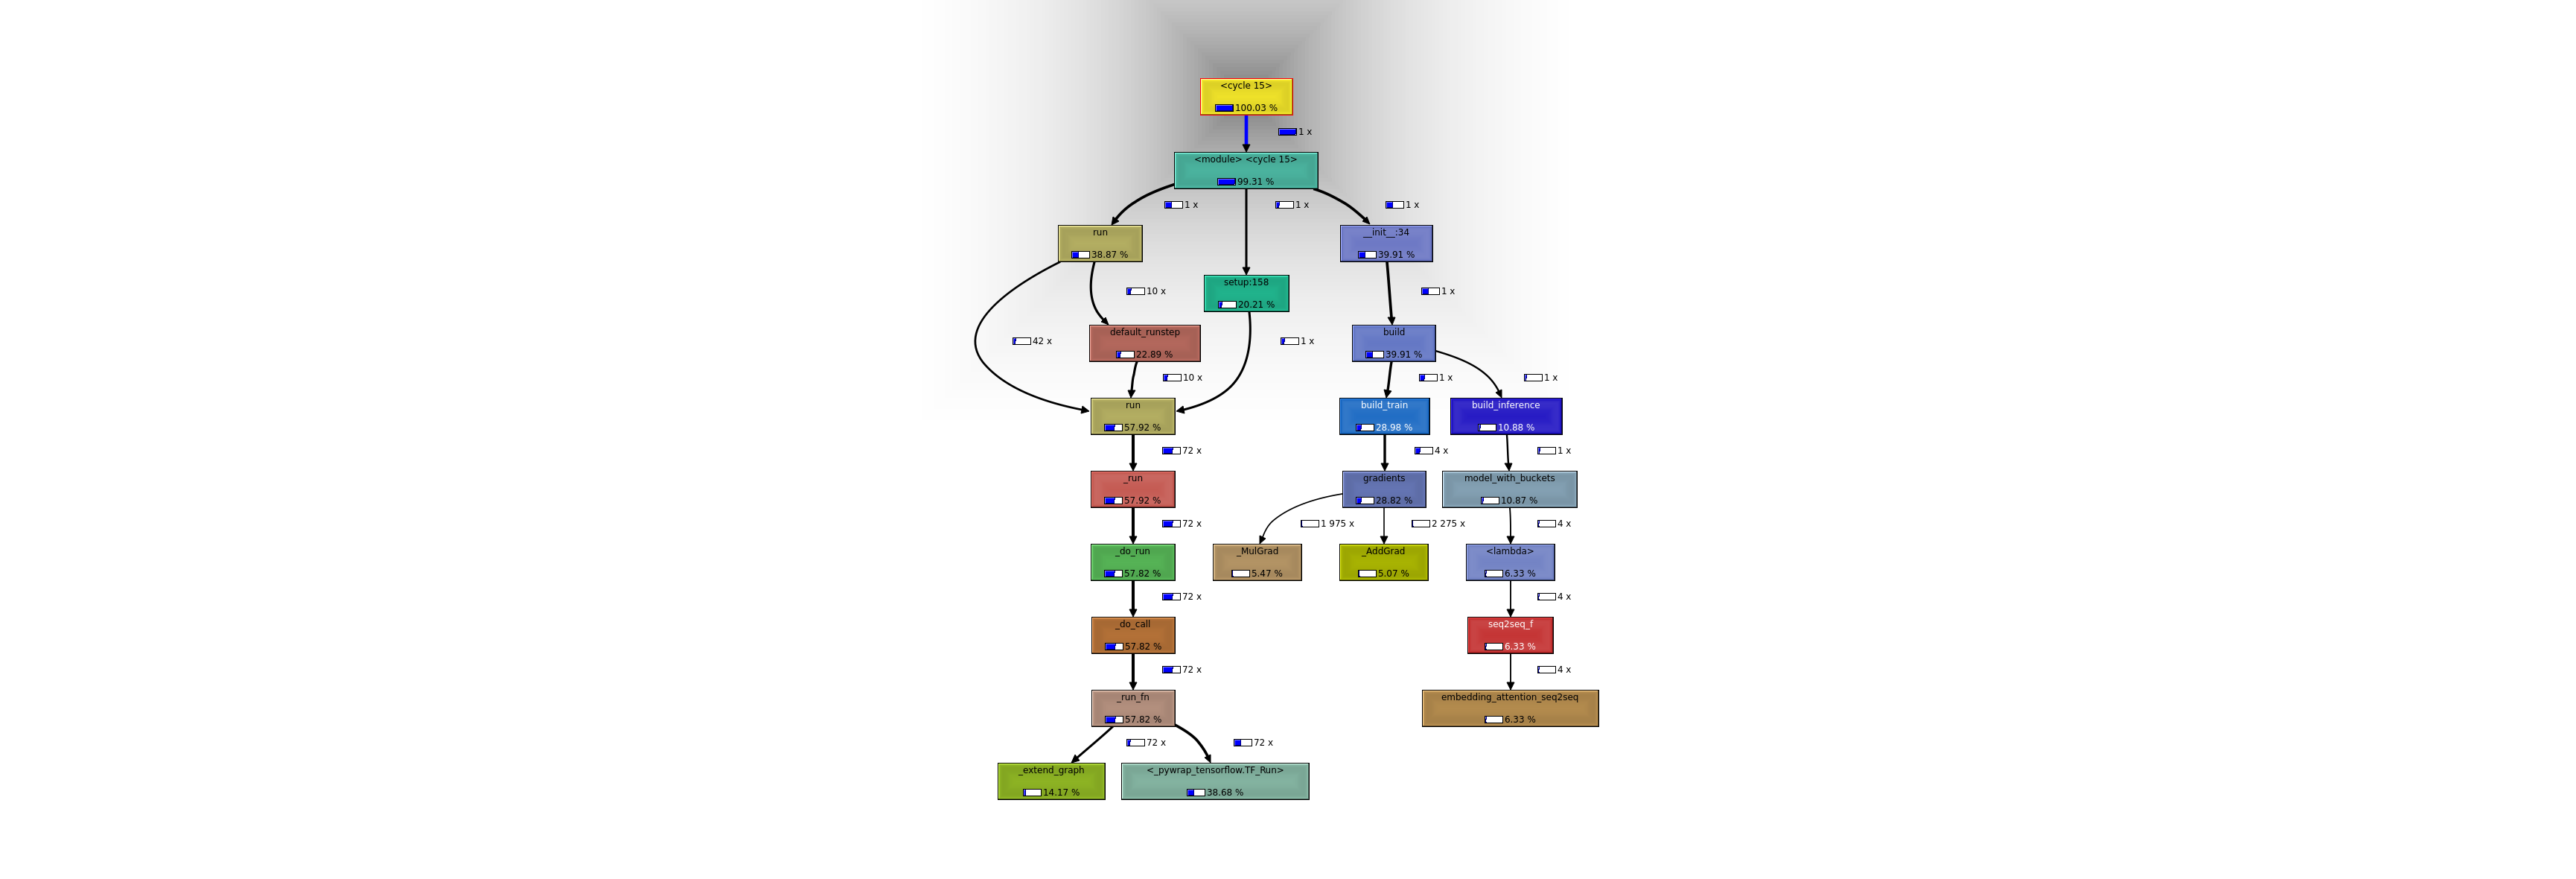 <cycle 15>
100.03 %
1 x
<module> <cycle 15>
99.31 %
1 x
1 x
1 x
run
38.87 %
__init__:34
39.91 %
setup:158
20.21 %
10 x
1 x
default_runstep
22.89 %
build
39.91 %
42 x
1 x
10 x
1 x
1 x
run
57.92 %
build_train
28.98 %
build_inference
10.88 %
72 x
4 x
1 x
_run
57.92 %
gradients
28.82 %
model_with_buckets
10.87 %
72 x
1 975 x
2 275 x
4 x
_do_run
57.82 %
_MulGrad
5.47 %
_AddGrad
5.07 %
<lambda>
6.33 %
72 x
4 x
_do_call
57.82 %
seq2seq_f
6.33 %
72 x
4 x
_run_fn
57.82 %
embedding_attention_seq2seq
6.33 %
72 x
72 x
_extend_graph
14.17 %
<_pywrap_tensorflow.TF_Run>
38.68 %